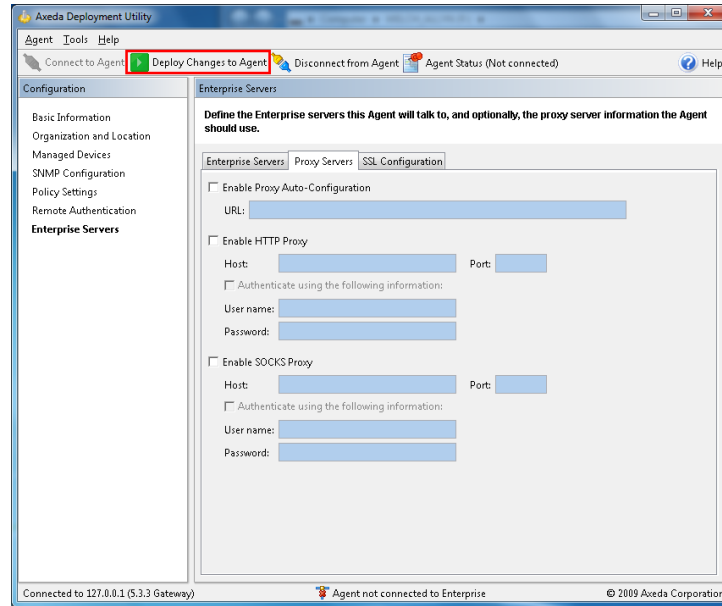 Axeda Deployment Utility
Agent Tools Help
Connect to Agent Deploy Changes to Agent Disconnect from Agent Agent Status (Not connected) Help
Configuration
Basic Information
Organization and Location
Managed Devices
SNMP Configuration
Policy Settings
Remote Authentication
Enterprise Servers
Enterprise Servers
Define the Enterprise servers this Agent will talk to, and optionally, the proxy server information the Agent
should use.
Enterprise Servers Proxy Servers SSL Configuration
Enable Proxy Auto-Configuration
URL:
Enable HTTP Proxy
Host: Port:
Authenticate using the following information:
User name:
Password:
Enable SOCKS Proxy
Host: Port:
Authenticate using the following information:
User name:
Password:
Connected to 127.0.0.1 (5.3.3 Gateway) Agent not connected to Enterprise © 2009 Axeda Corporation